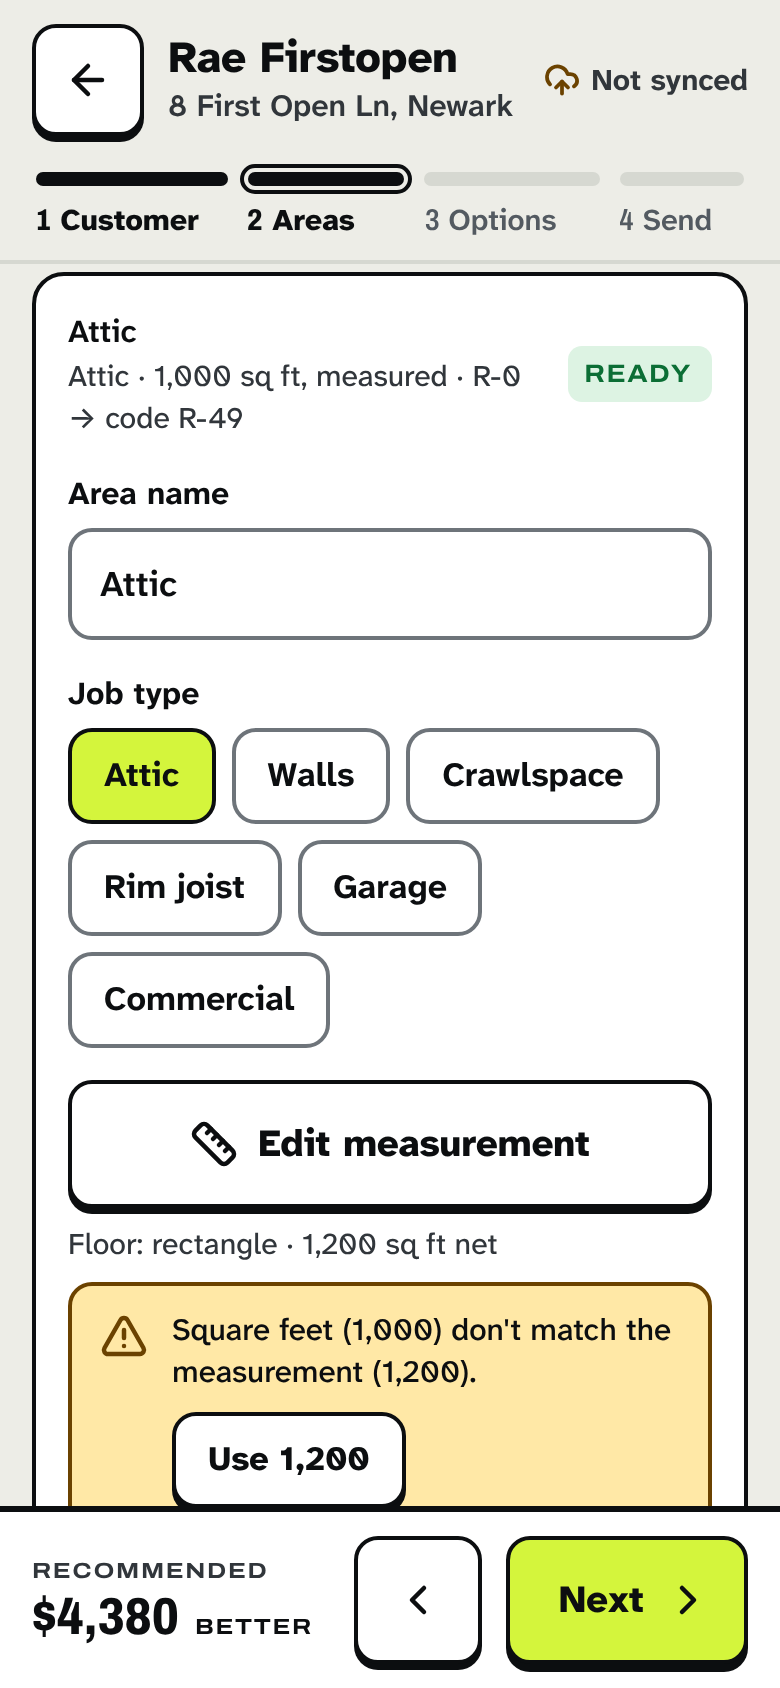 Rae Firstopen
8 First Open Ln, Newark
Not synced
1 Customer
2 Areas
3 Options
4 Send
Attic
Attic · 1,000 sq ft, measured · R-0
→ code R-49
READY
Area name
Attic
Job type
Attic
Walls
Crawlspace
Rim joist
Garage
Commercial
Edit measurement
Floor: rectangle · 1,200 sq ft net
Square feet (1,000) don't match the
measurement (1,200).
Use 1,200
RECOMMENDED
$4,380 BETTER
Next